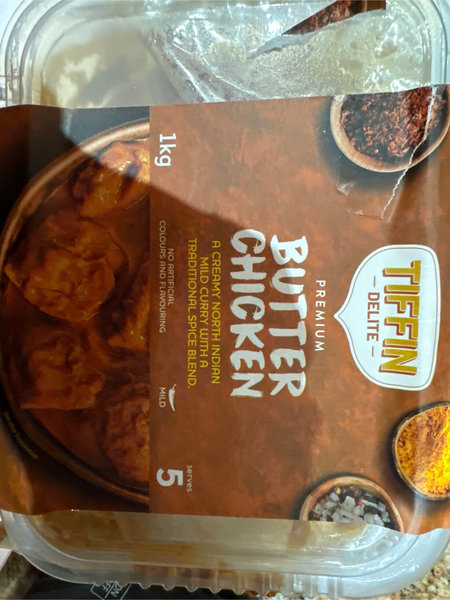 TIFFIN
— DELITE —
PREMIUM
BUTTER
CHICKEN
A CREAMY NORTH INDIAN
MILD CURRY WITH A
TRADITIONAL SPICE BLEND.
NO ARTIFICIAL
COLOURS AND FLAVOURING
MILD
1kg
serves
5